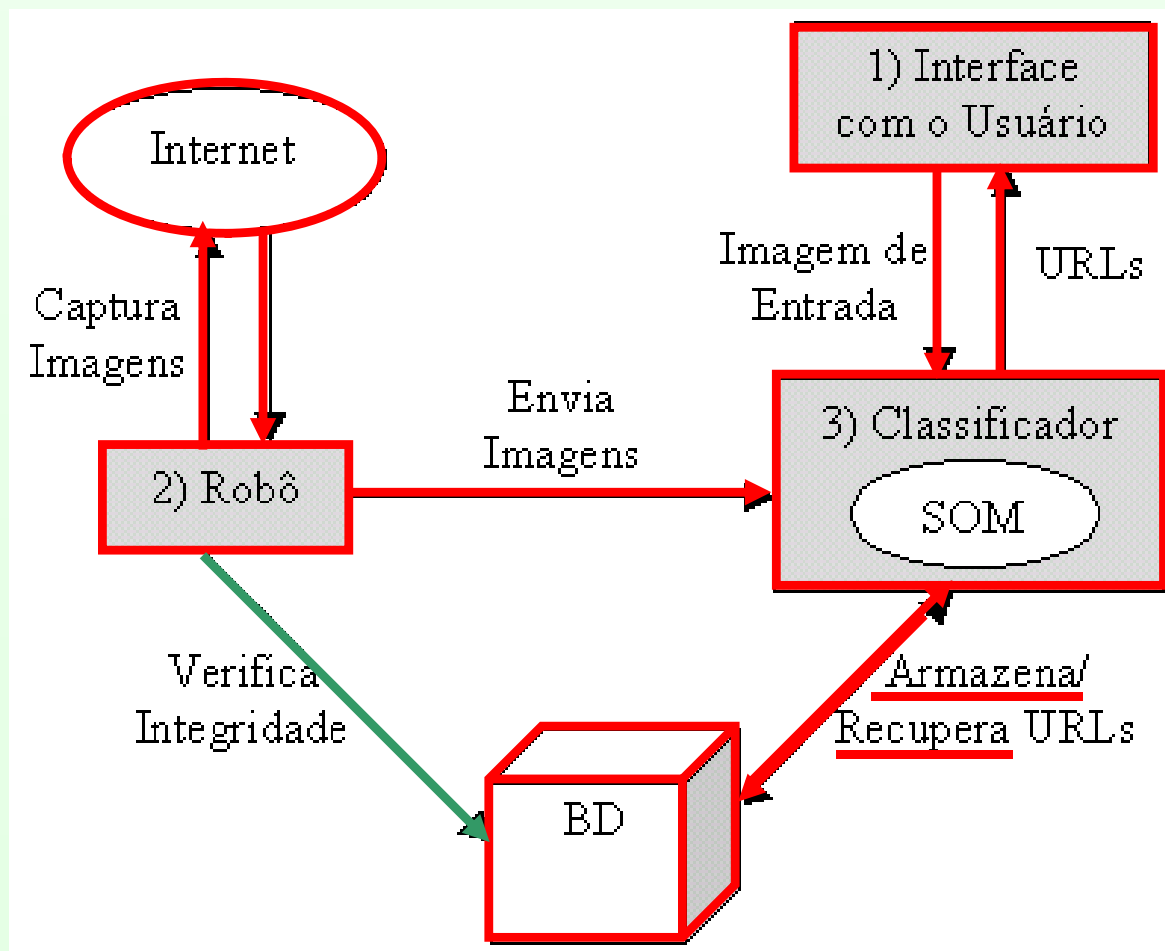 1) Interface
com o Usuário
Internet
Imagem de
Entrada
URLs
Captura
Imagens
Envia
Imagens
3) Classificador
SOM
2) Robô
Verifica
Integridade
Armazena/
Recupera URLs
BD